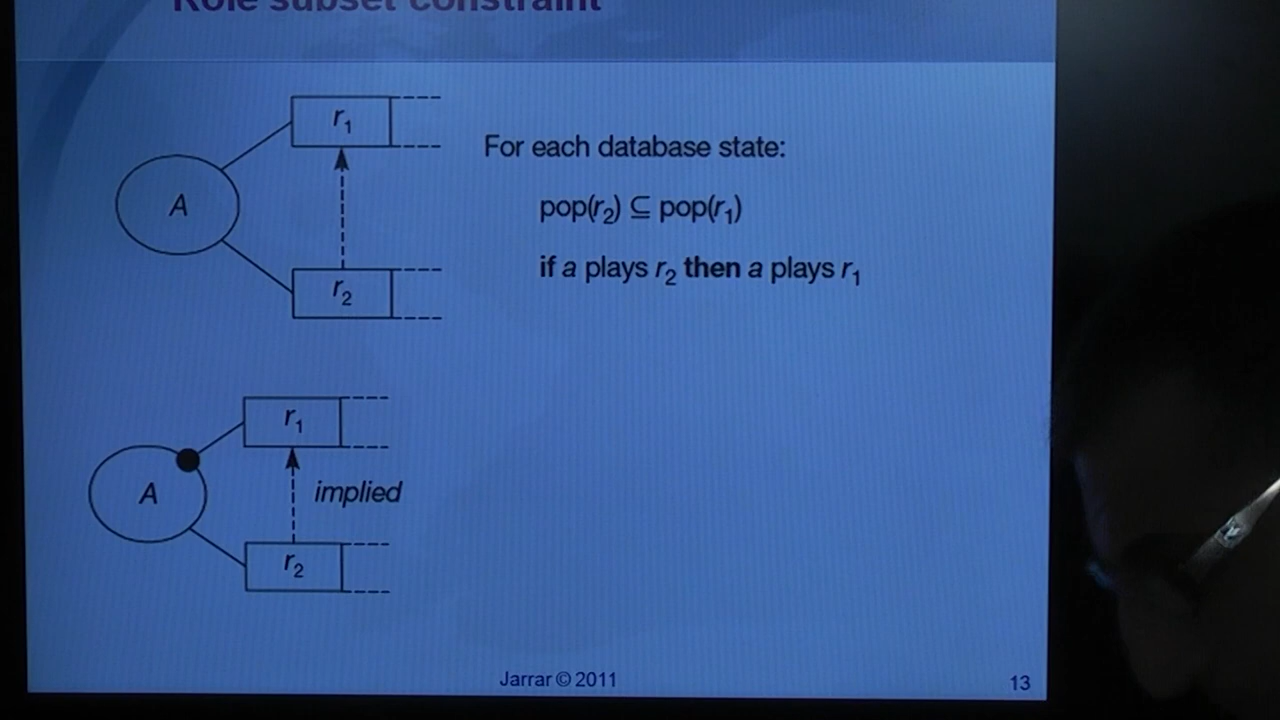 Role subset constraint
r₁
For each database state:
A
pop(r₂) ⊆ pop(r₁)
if a plays r₂ then a plays r₁
r₂
r₁
A
implied
r₂
Jarrar © 2011
13